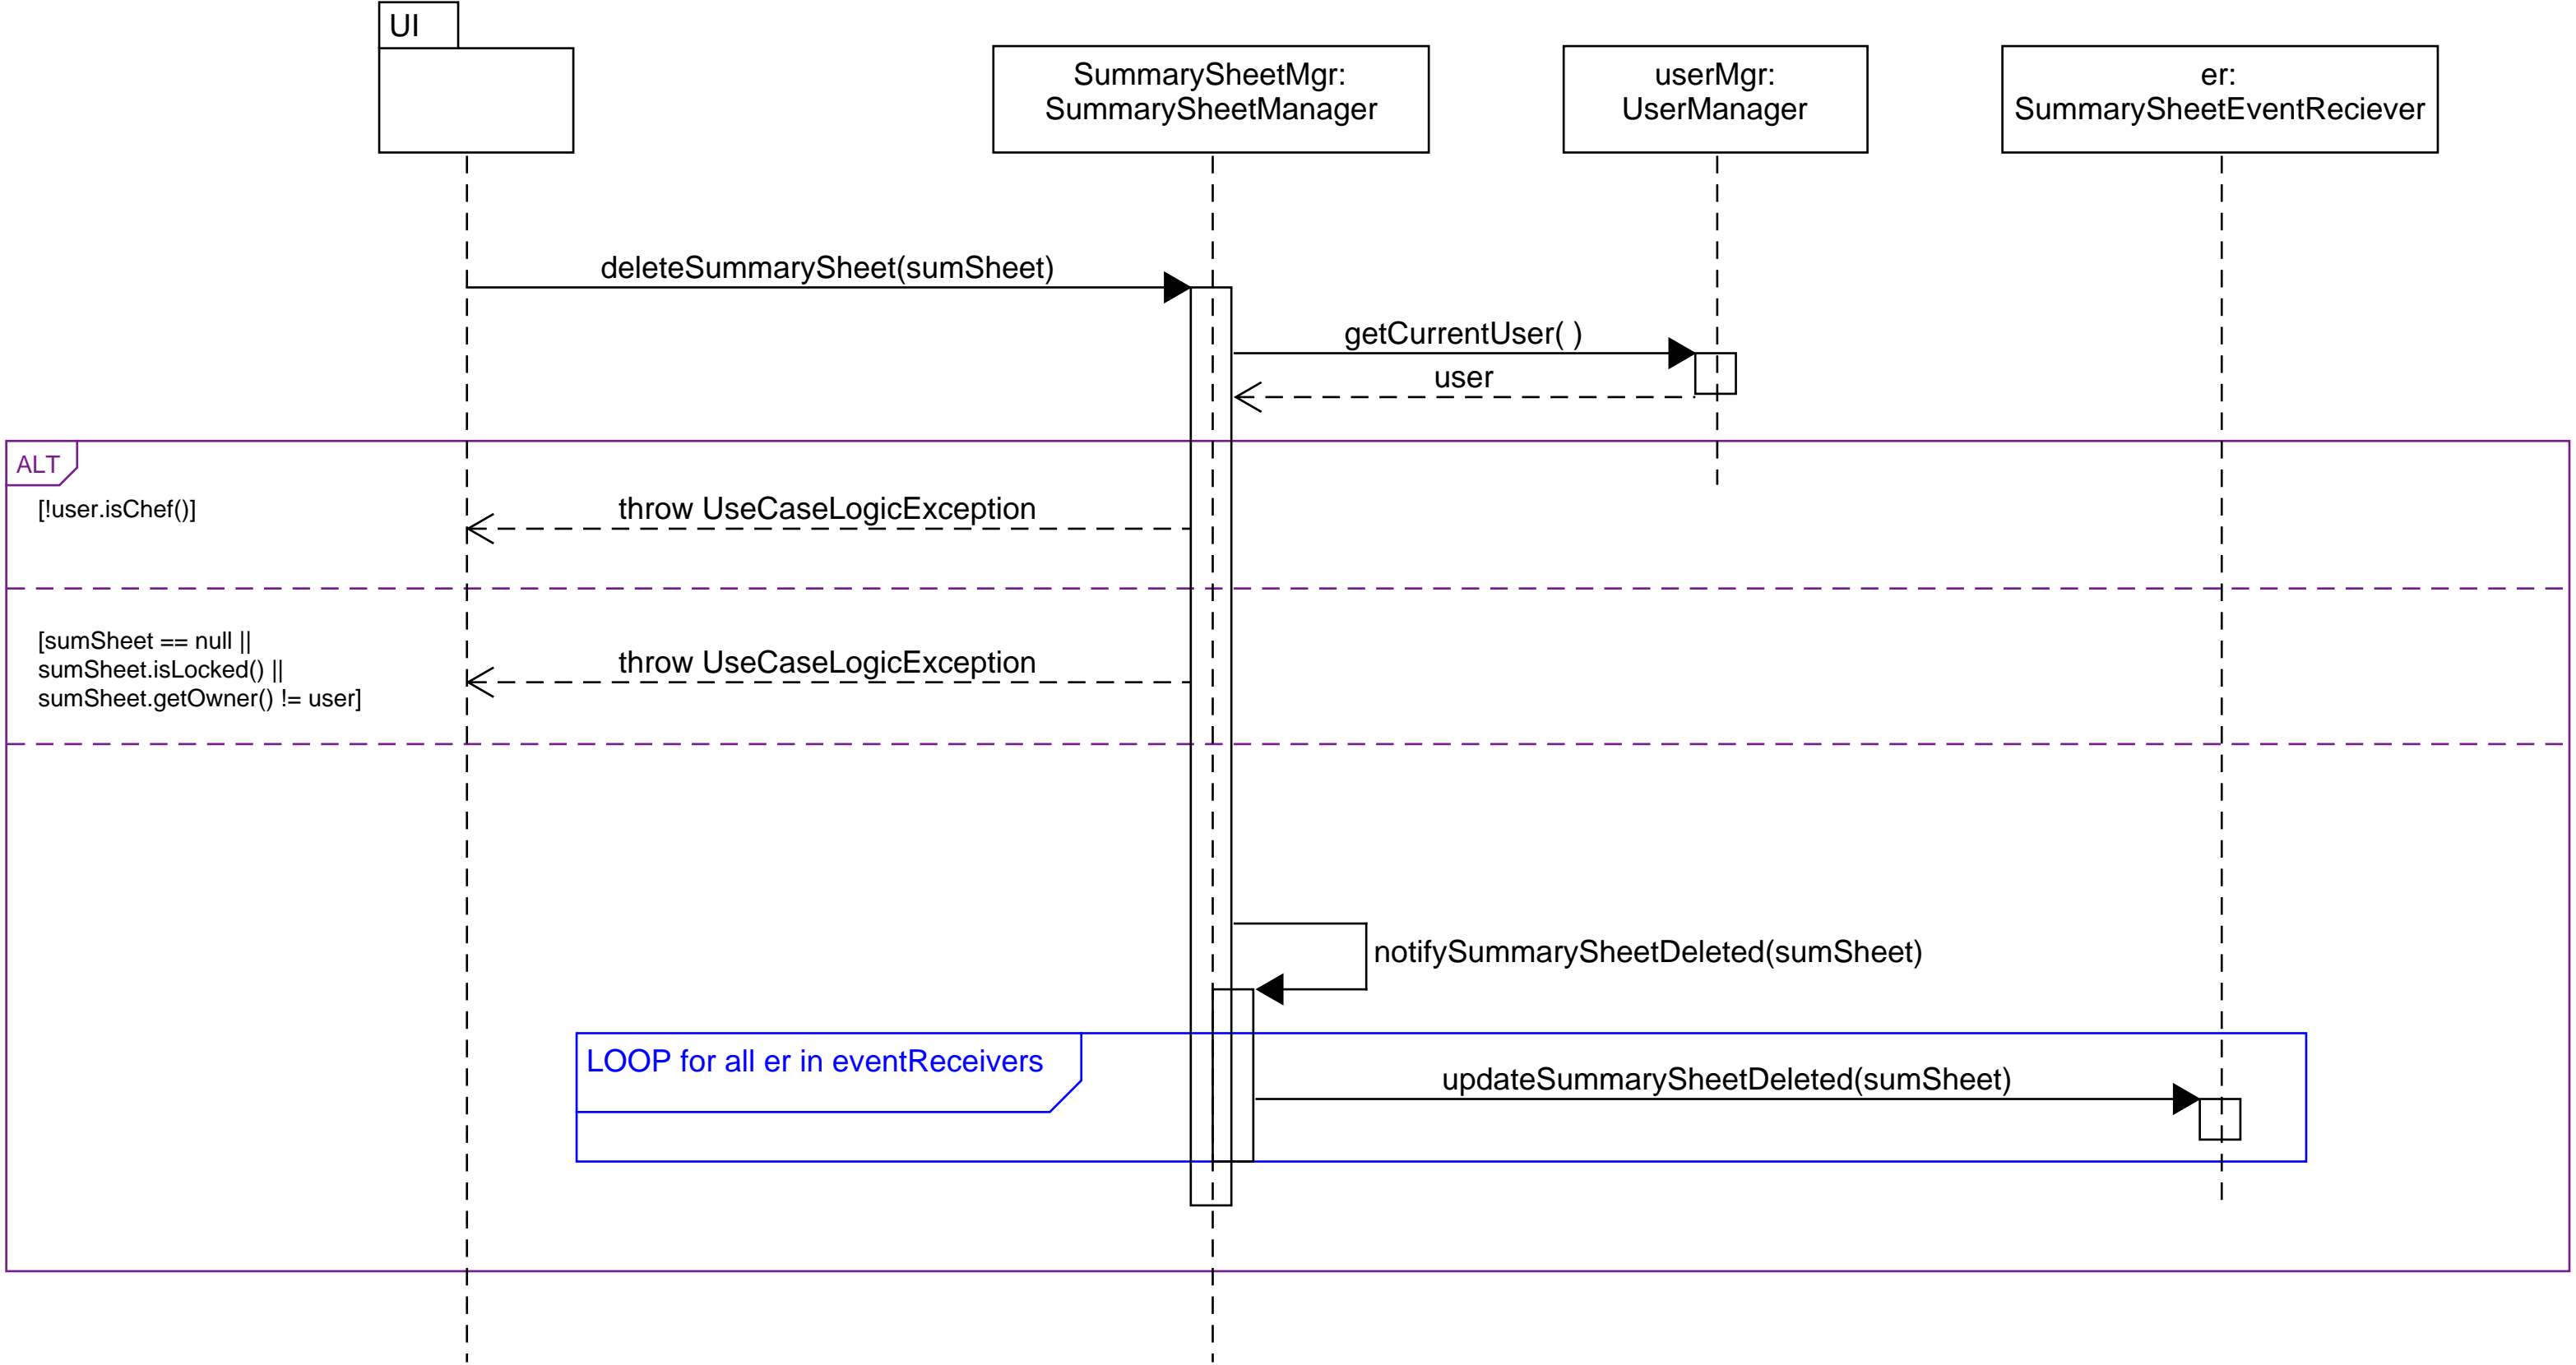 UI
SummarySheetMgr:
SummarySheetManager
userMgr:
UserManager
er:
SummarySheetEventReciever
deleteSummarySheet(sumSheet)
getCurrentUser( )
user
ALT
[!user.isChef()]
throw UseCaseLogicException
[sumSheet == null ||
sumSheet.isLocked() ||
sumSheet.getOwner() != user]
throw UseCaseLogicException
notifySummarySheetDeleted(sumSheet)
LOOP for all er in eventReceivers
updateSummarySheetDeleted(sumSheet)